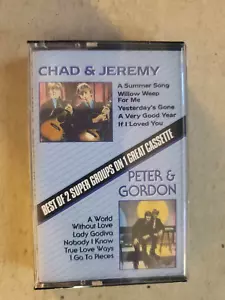 CHAD & JEREMY
A Summer Song
Willow Weep
For Me
Yesterday's Gone
A Very Good Year
If I Loved You
BEST OF 2 SUPER GROUPS ON 1 GREAT CASSETTE
PETER &
GORDON
A World
Without Love
Lady Godiva
Nobody I Know
True Love Ways
I Go To Pieces